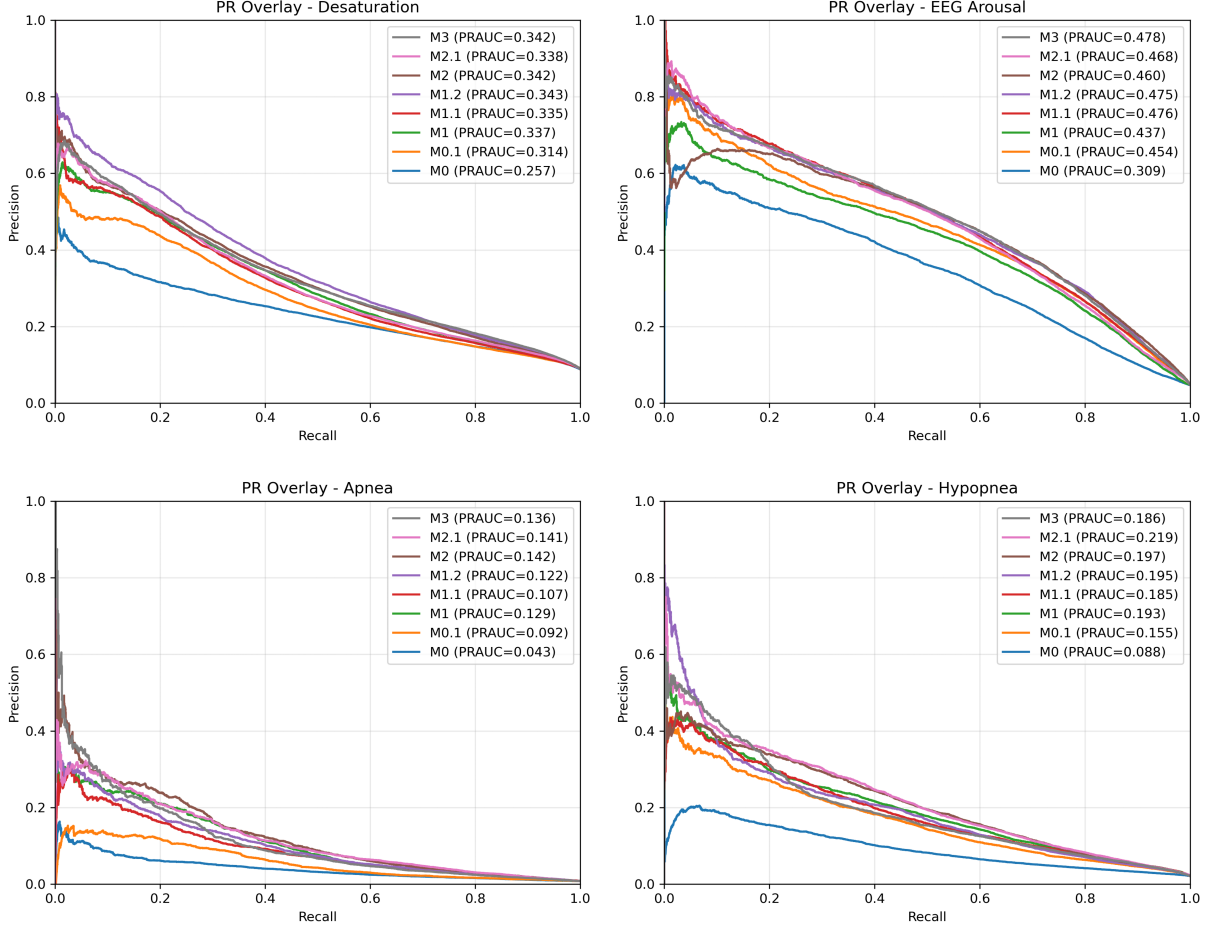 PR Overlay - Desaturation
1.0
0.8
0.6
0.4
0.2
0.0
Precision
0.0 0.2 0.4 0.6 0.8 1.0
Recall
M3 (PRAUC=0.342)
M2.1 (PRAUC=0.338)
M2 (PRAUC=0.342)
M1.2 (PRAUC=0.343)
M1.1 (PRAUC=0.335)
M1 (PRAUC=0.337)
M0.1 (PRAUC=0.314)
M0 (PRAUC=0.257)
PR Overlay - EEG Arousal
1.0
0.8
0.6
0.4
0.2
0.0
Precision
0.0 0.2 0.4 0.6 0.8 1.0
Recall
M3 (PRAUC=0.478)
M2.1 (PRAUC=0.468)
M2 (PRAUC=0.460)
M1.2 (PRAUC=0.475)
M1.1 (PRAUC=0.476)
M1 (PRAUC=0.437)
M0.1 (PRAUC=0.454)
M0 (PRAUC=0.309)
PR Overlay - Apnea
1.0
0.8
0.6
0.4
0.2
0.0
Precision
0.0 0.2 0.4 0.6 0.8 1.0
Recall
M3 (PRAUC=0.136)
M2.1 (PRAUC=0.141)
M2 (PRAUC=0.142)
M1.2 (PRAUC=0.122)
M1.1 (PRAUC=0.107)
M1 (PRAUC=0.129)
M0.1 (PRAUC=0.092)
M0 (PRAUC=0.043)
PR Overlay - Hypopnea
1.0
0.8
0.6
0.4
0.2
0.0
Precision
0.0 0.2 0.4 0.6 0.8 1.0
Recall
M3 (PRAUC=0.186)
M2.1 (PRAUC=0.219)
M2 (PRAUC=0.197)
M1.2 (PRAUC=0.195)
M1.1 (PRAUC=0.185)
M1 (PRAUC=0.193)
M0.1 (PRAUC=0.155)
M0 (PRAUC=0.088)